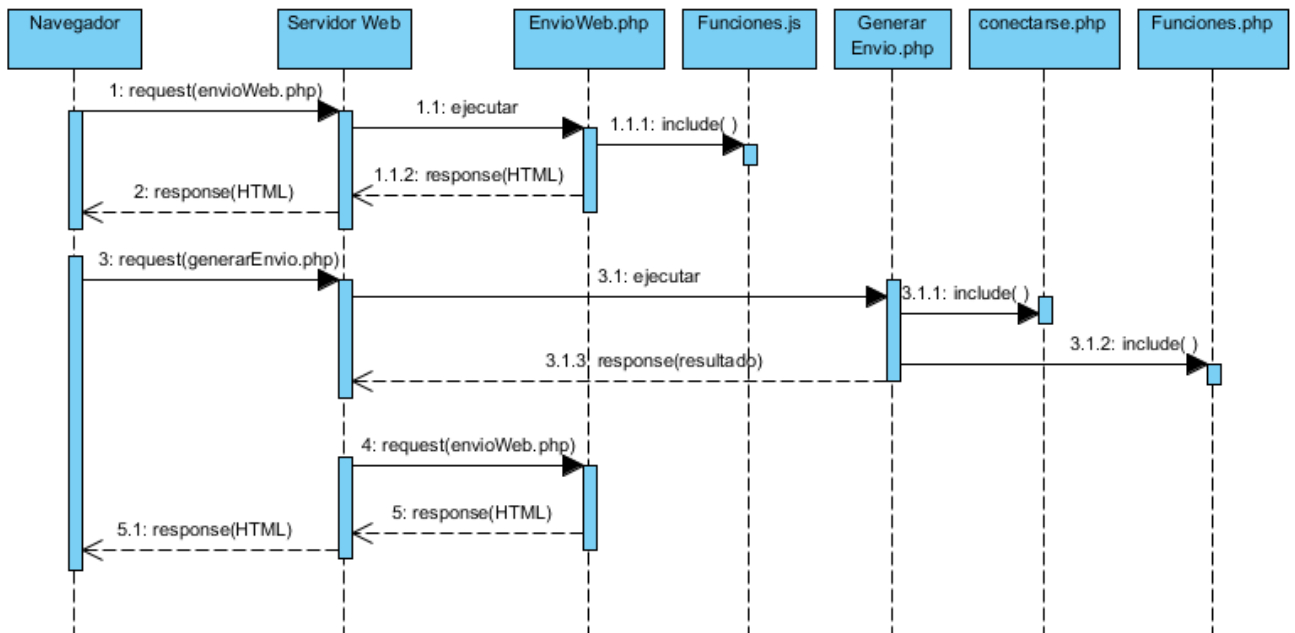 Navegador
Servidor Web
EnvioWeb.php
Funciones.js
Generar
Envio.php
conectarse.php
Funciones.php
1: request(envioWeb.php)
1.1: ejecutar
1.1.1: include( )
1.1.2: response(HTML)
2: response(HTML)
3: request(generarEnvio.php)
3.1: ejecutar
3.1.1: include( )
3.1.2: include( )
3.1.3: response(resultado)
4: request(envioWeb.php)
5: response(HTML)
5.1: response(HTML)